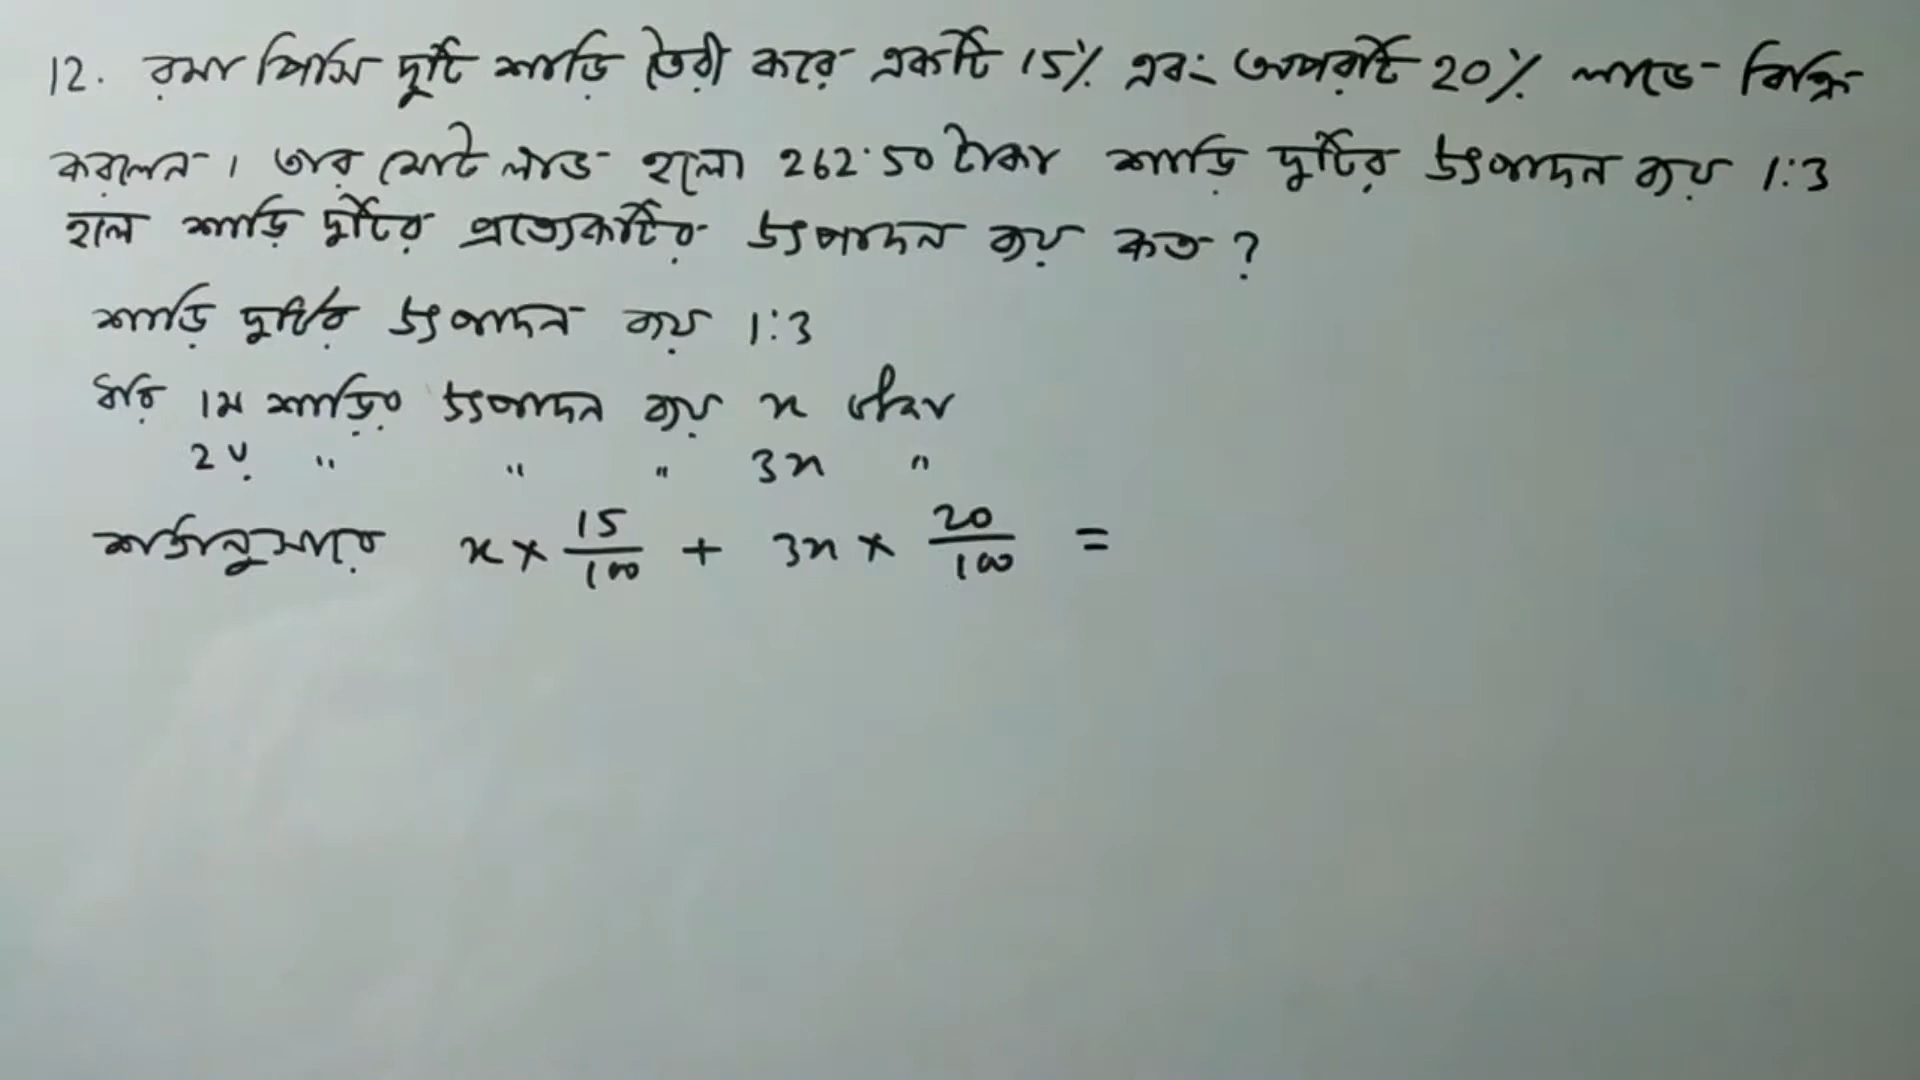 12. রমা পিসি দুটি শাড়ি তৈরী করে একটি 15% এবং অপরটি 20% লাভে বিক্রি
করলেন। তার মোট লাভ হলো 262.50 টাকা শাড়ি দুটির উৎপাদন ব্যয় 1:3
হলে শাড়ি দুটির প্রত্যেকটির উৎপাদন ব্যয় কত?
শাড়ি দুটির উৎপাদন ব্যয় 1:3
ধরি 1ম শাড়ির উৎপাদন ব্যয় x টাকা
2য় " " " 3x "
শর্তানুসারে x × 15/100 + 3x × 20/100 =